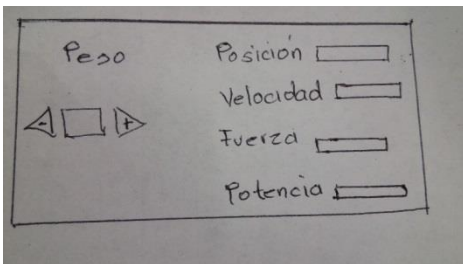 Peso
- +
Posición
Velocidad
Fuerza
Potencia